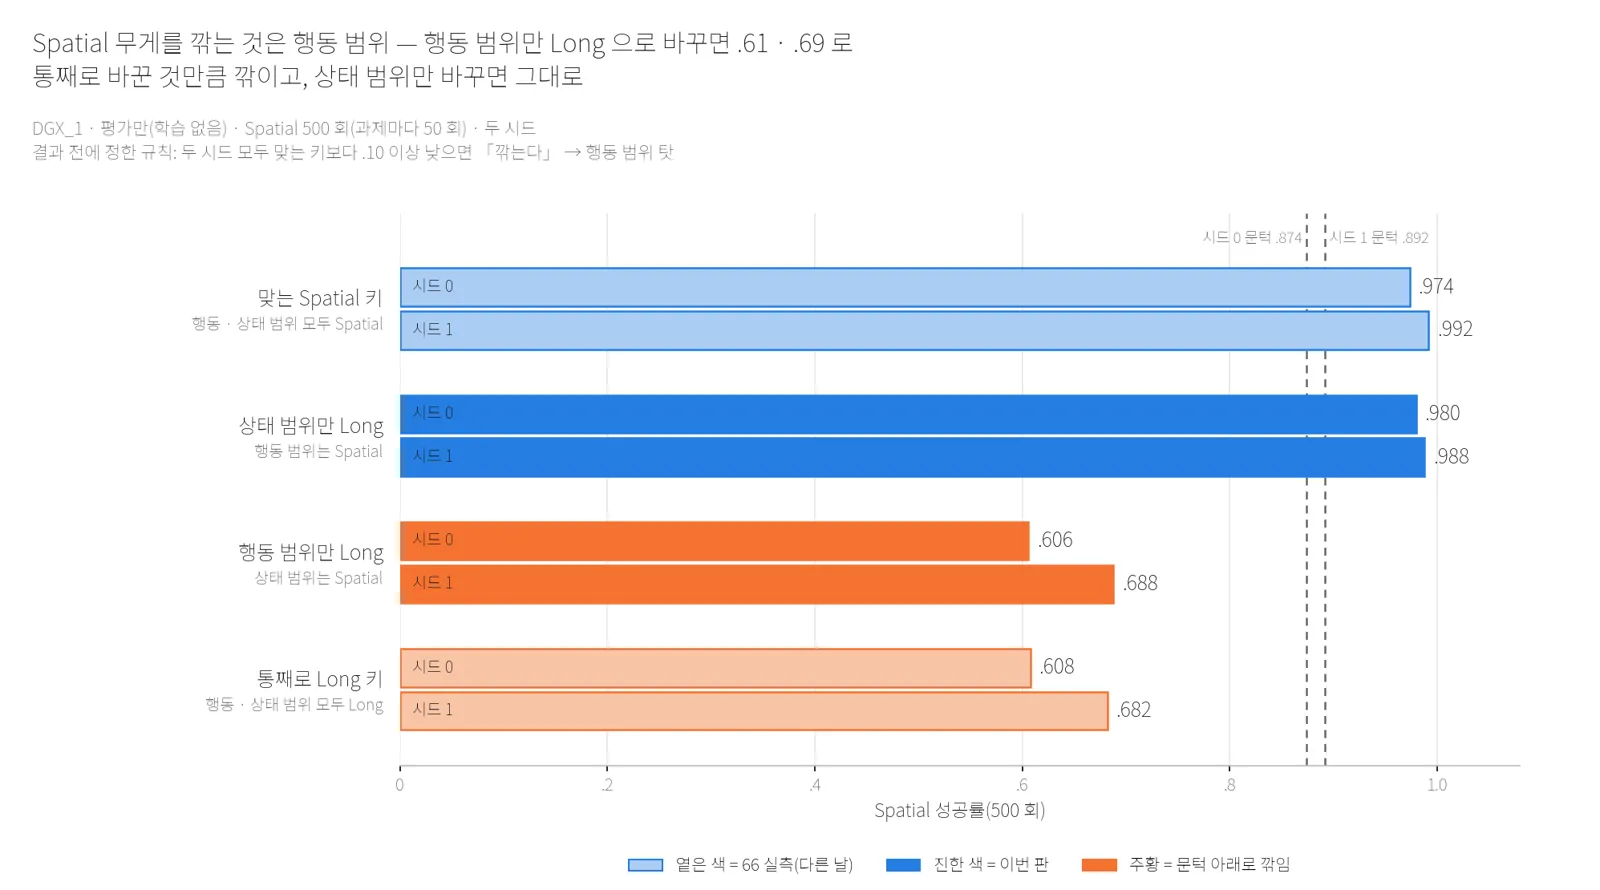 Spatial 무게를 깎는 것은 행동 범위 — 행동 범위만 Long 으로 바꾸면 .61 · .69 로
통째로 바꾼 것만큼 깎이고, 상태 범위만 바꾸면 그대로
DGX_1 · 평가만(학습 없음) · Spatial 500 회(과제마다 50 회) · 두 시드
결과 전에 정한 규칙: 두 시드 모두 맞는 키보다 .10 이상 낮으면 「깎는다」 → 행동 범위 탓
시드 0 문턱 .874
시드 1 문턱 .892
맞는 Spatial 키
행동 · 상태 범위 모두 Spatial
시드 0
.974
시드 1
.992
상태 범위만 Long
행동 범위는 Spatial
시드 0
.980
시드 1
.988
행동 범위만 Long
상태 범위는 Spatial
시드 0
.606
시드 1
.688
통째로 Long 키
행동 · 상태 범위 모두 Long
시드 0
.608
시드 1
.682
0
.2
.4
.6
.8
1.0
Spatial 성공률(500 회)
옅은 색 = 66 실측(다른 날)
진한 색 = 이번 판
주황 = 문턱 아래로 깎임